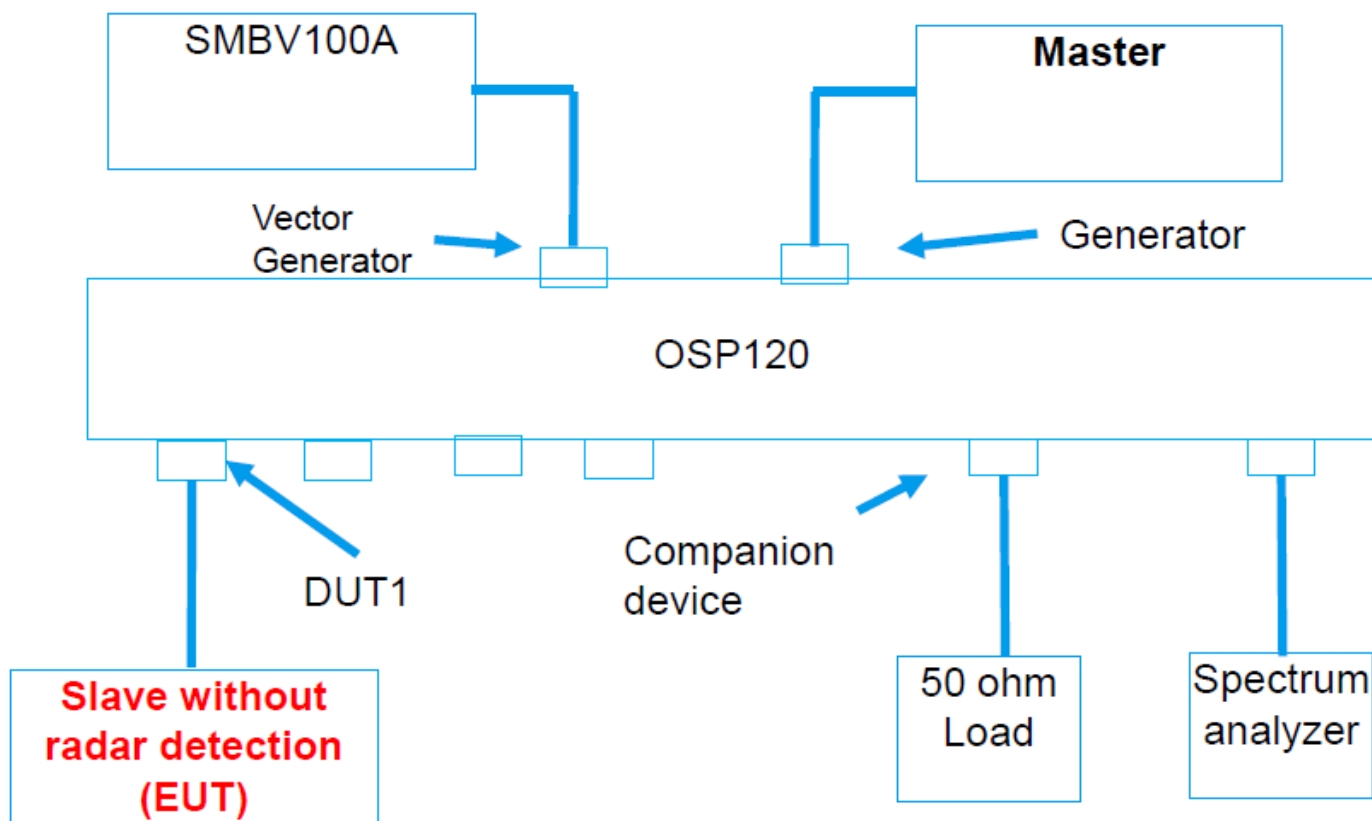 SMBV100A
Master
Vector
Generator
Generator
OSP120
DUT1
Companion
device
Slave without
radar detection
(EUT)
50 ohm
Load
Spectrum
analyzer